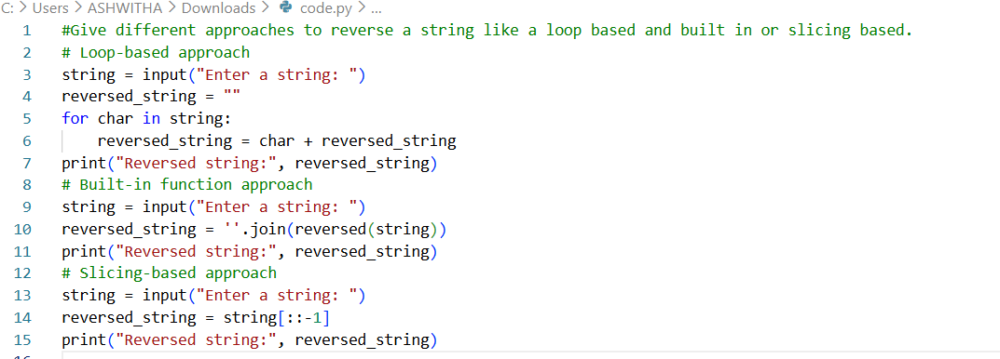 C: > Users > ASHWITHA > Downloads > code.py > ...
1 #Give different approaches to reverse a string like a loop based and built in or slicing based.
2 # Loop-based approach
3 string = input("Enter a string: ")
4 reversed_string = ""
5 for char in string:
6     reversed_string = char + reversed_string
7 print("Reversed string:", reversed_string)
8 # Built-in function approach
9 string = input("Enter a string: ")
10 reversed_string = ''.join(reversed(string))
11 print("Reversed string:", reversed_string)
12 # Slicing-based approach
13 string = input("Enter a string: ")
14 reversed_string = string[::-1]
15 print("Reversed string:", reversed_string)